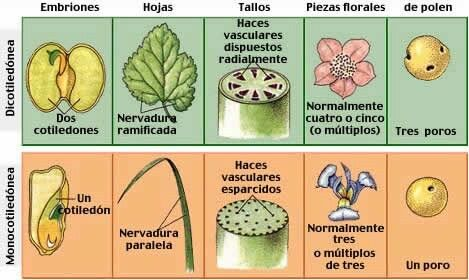 Embriones
Hojas
Tallos
Piezas florales
de polen
Dicotiledónea
Dos
cotiledones
Nervadura
ramificada
Haces
vasculares
dispuestos
radialmente
Normalmente
cuatro o cinco
(o múltiplos)
Tres poros
Monocotiledónea
Un
cotiledón
Nervadura
paralela
Haces
vasculares
esparcidos
Normalmente
tres
o múltiplos
de tres
Un poro